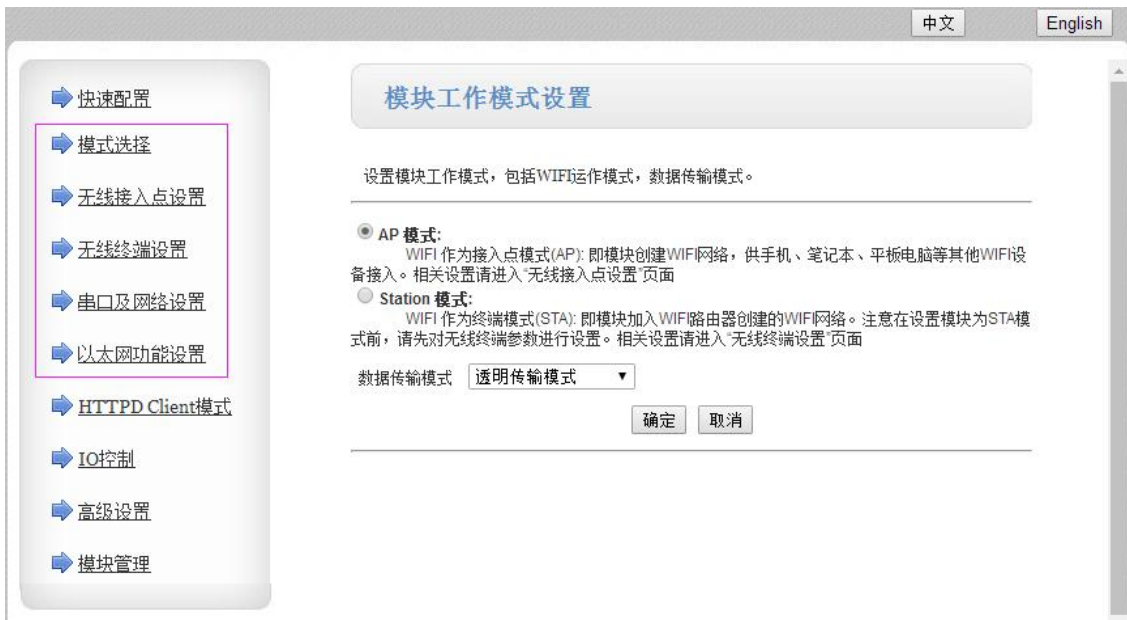 中文 English
快速配置
模式选择
无线接入点设置
无线终端设置
串口及网络设置
以太网功能设置
HTTPD Client模式
IO控制
高级设置
模块管理
模块工作模式设置
设置模块工作模式，包括WIFI运作模式，数据传输模式。
AP 模式:
WIFI 作为接入点模式(AP): 即模块创建WIFI网络，供手机、笔记本、平板电脑等其他WIFI设
备接入。相关设置请进入“无线接入点设置”页面
Station 模式:
WIFI 作为终端模式(STA): 即模块加入WIFI路由器创建的WIFI网络。注意在设置模块为STA模
式前，请先对无线终端参数进行设置。相关设置请进入“无线终端设置”页面
数据传输模式 透明传输模式
确定 取消